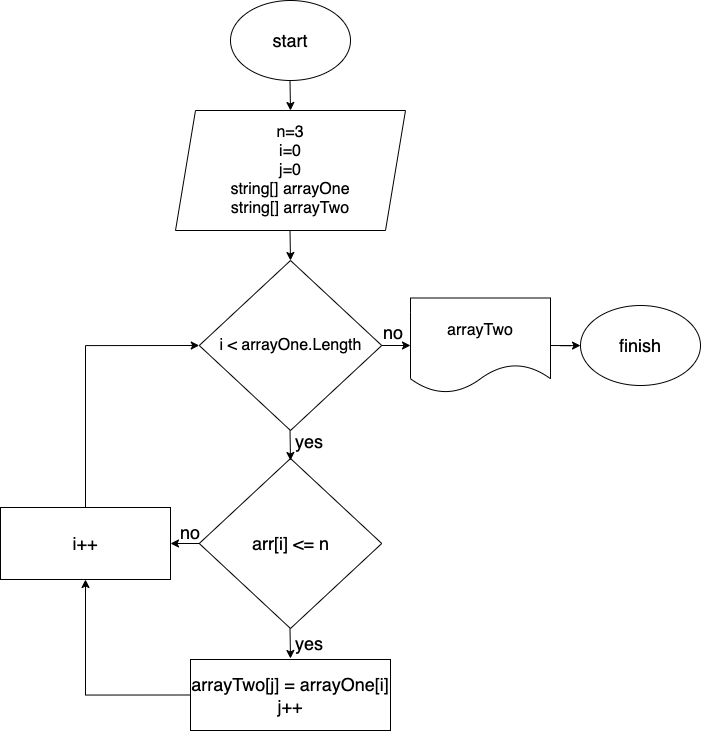 start
n=3
i=0
j=0
string[] arrayOne
string[] arrayTwo
i < arrayOne.Length
no
arrayTwo
finish
yes
arr[i] <= n
no
i++
yes
arrayTwo[j] = arrayOne[i]
j++